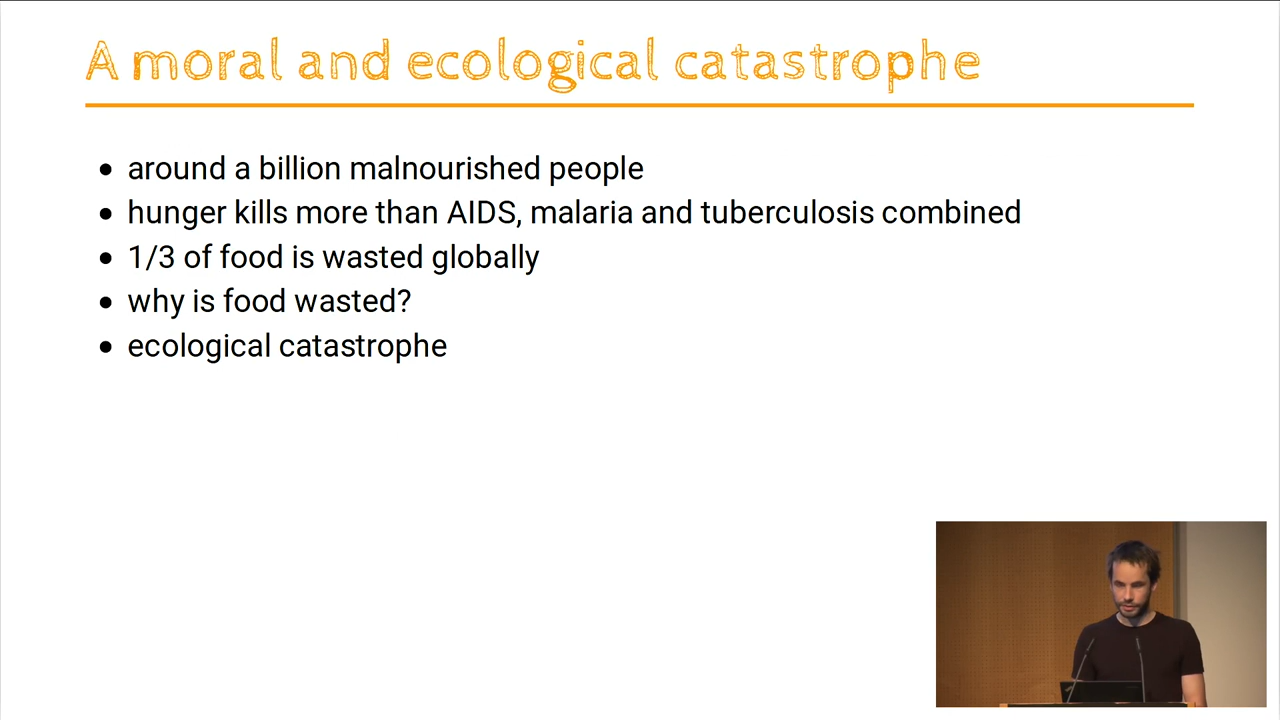 A moral and ecological catastrophe
around a billion malnourished people
hunger kills more than AIDS, malaria and tuberculosis combined
1/3 of food is wasted globally
why is food wasted?
ecological catastrophe